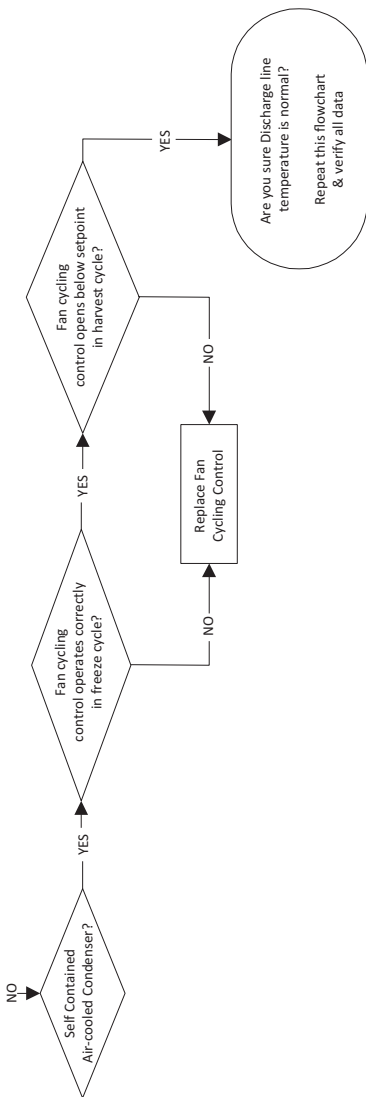 NO
Self Contained
Air-cooled Condenser?
YES
Fan cycling
control operates correctly
in freeze cycle?
NO
YES
Replace Fan
Cycling Control
Fan cycling
control opens below setpoint
in harvest cycle?
NO
YES
Are you sure Discharge line
temperature is normal?
Repeat this flowchart
& verify all data